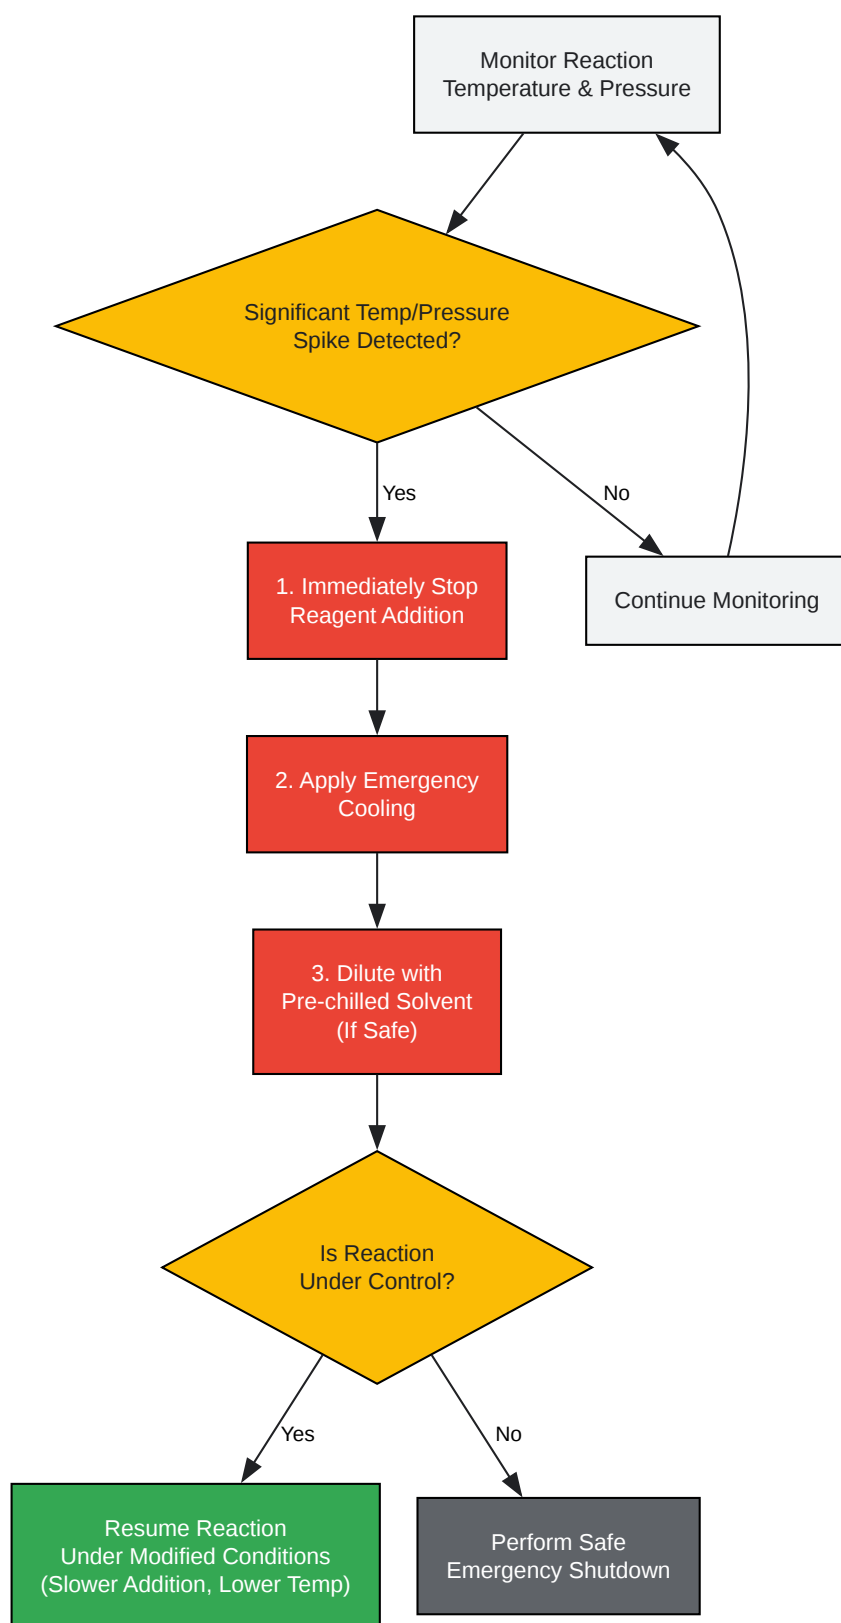 Monitor Reaction
Temperature & Pressure
Significant Temp/Pressure
Spike Detected?
Yes
No
1. Immediately Stop
Reagent Addition
Continue Monitoring
2. Apply Emergency
Cooling
3. Dilute with
Pre-chilled Solvent
(If Safe)
Is Reaction
Under Control?
Yes
No
Resume Reaction
Under Modified Conditions
(Slower Addition, Lower Temp)
Perform Safe
Emergency Shutdown